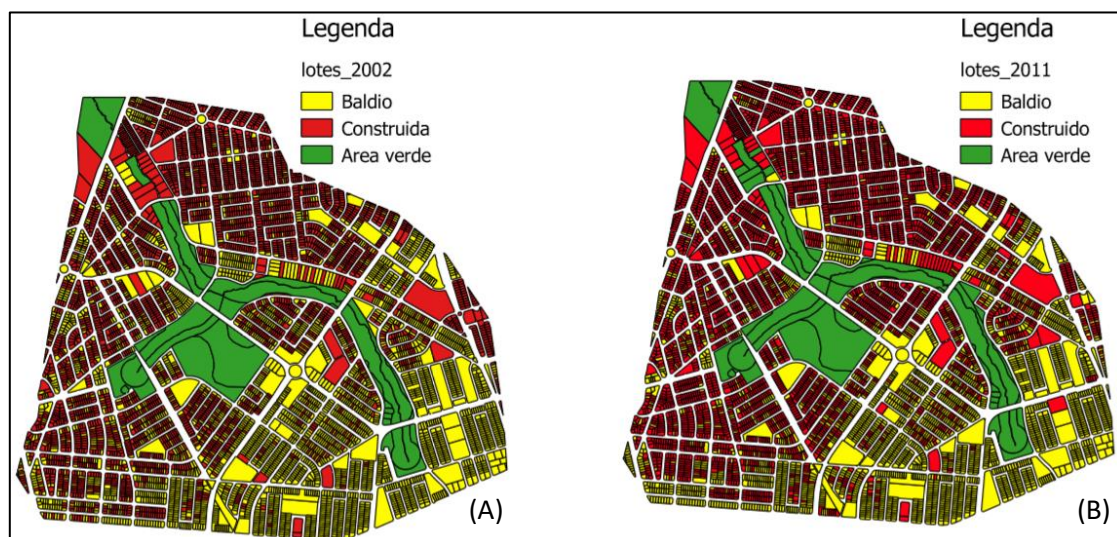 Legenda
lotes_2002
Baldio
Construida
Area verde
(A)
Legenda
lotes_2011
Baldio
Construido
Area verde
(B)